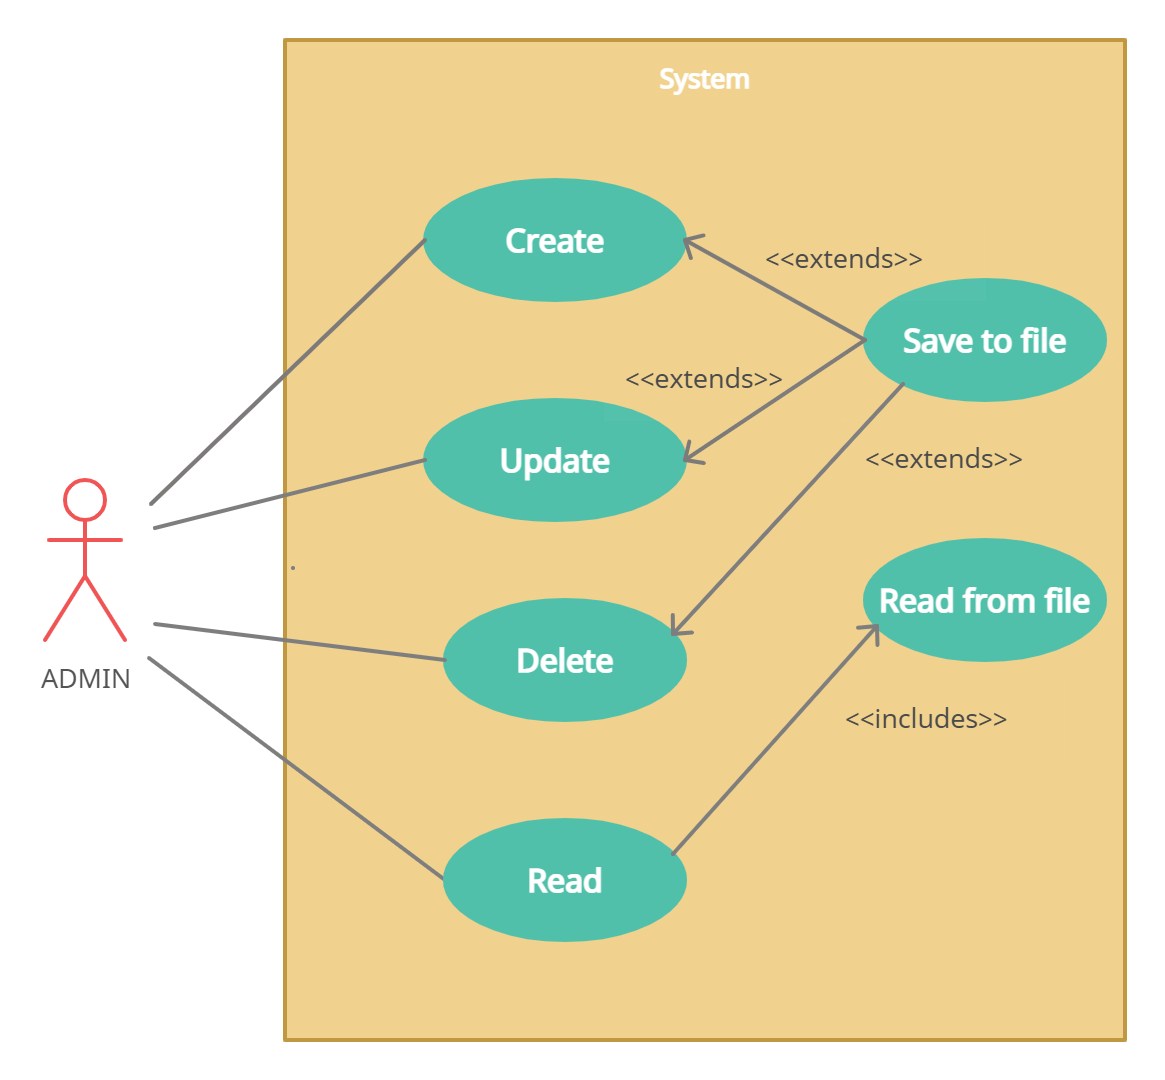 System
Create
<<extends>>
Save to file
<<extends>>
Update
<<extends>>
Read from file
Delete
ADMIN
<<includes>>
Read